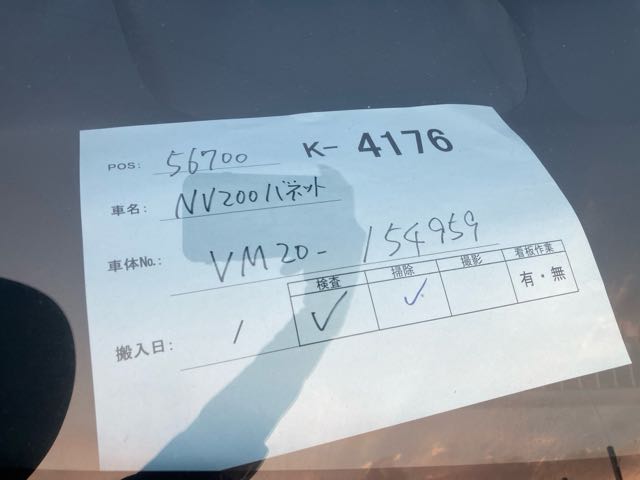 POS: 56700 K- 4176
車名: NV200バネット
車体No.: VM20-154959
検査 掃除 撮影 看板作業
✓ ✓ 有・無
搬入日: /